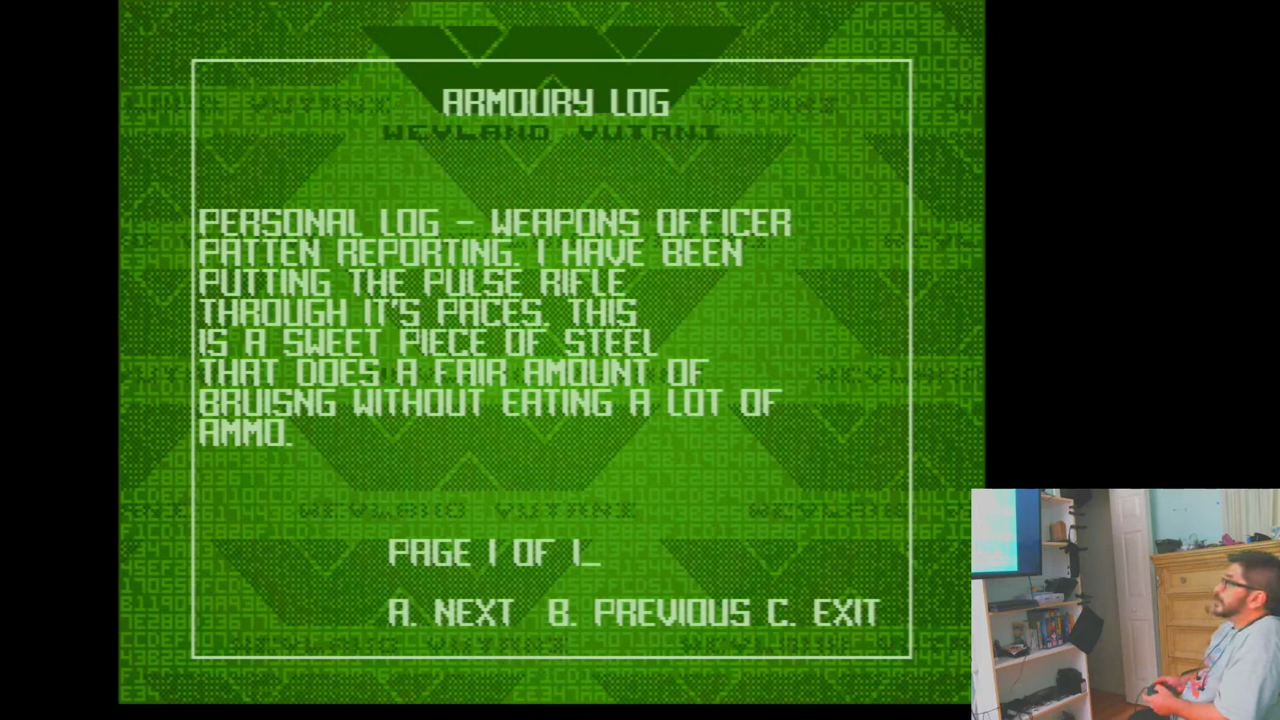 ARMOURY LOG
WEYLAND YUTANI
PERSONAL LOG - WEAPONS OFFICER
PATTEN REPORTING. I HAVE BEEN
PUTTING THE PULSE RIFLE
THROUGH IT'S PACES. THIS
IS A SWEET PIECE OF STEEL
THAT DOES A FAIR AMOUNT OF
BRUISNG WITHOUT EATING A LOT OF
AMMO.
PAGE 1 OF 1_
A. NEXT B. PREVIOUS C. EXIT